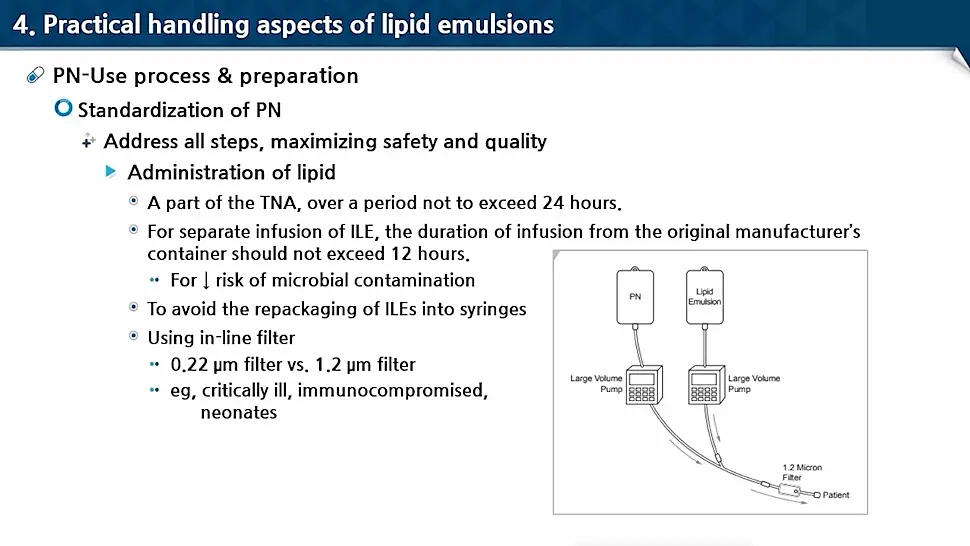 4. Practical handling aspects of lipid emulsions
PN-Use process & preparation
Standardization of PN
Address all steps, maximizing safety and quality
Administration of lipid
A part of the TNA, over a period not to exceed 24 hours.
For separate infusion of ILE, the duration of infusion from the original manufacturer's
container should not exceed 12 hours.
For ↓ risk of microbial contamination
To avoid the repackaging of ILEs into syringes
Using in-line filter
0.22 μm filter vs. 1.2 μm filter
eg, critically ill, immunocompromised,
neonates
PN
Lipid
Emulsion
Large Volume
Pump
Large Volume
Pump
1.2 Micron
Filter
Patient